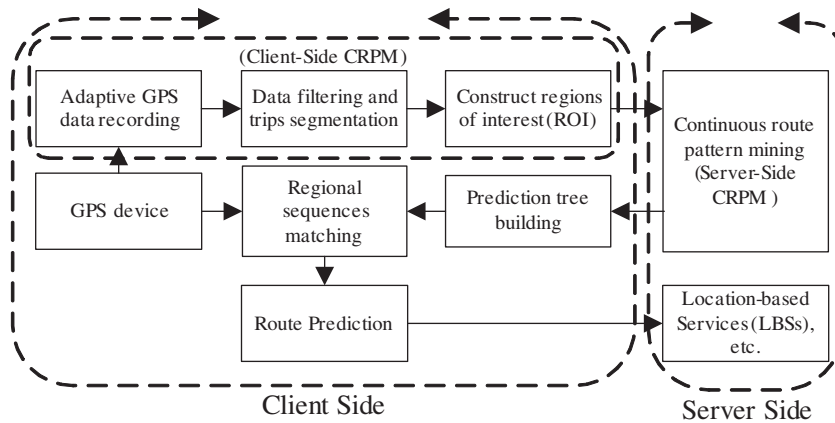 (Client-Side CRPM)
Adaptive GPS
data recording
Data filtering and
trips segmentation
Construct regions
of interest (ROI)
Continuous route
pattern mining
(Server-Side
CRPM )
GPS device
Regional
sequences
matching
Prediction tree
building
Route Prediction
Location-based
Services (LBSs),
etc.
Client Side
Server Side